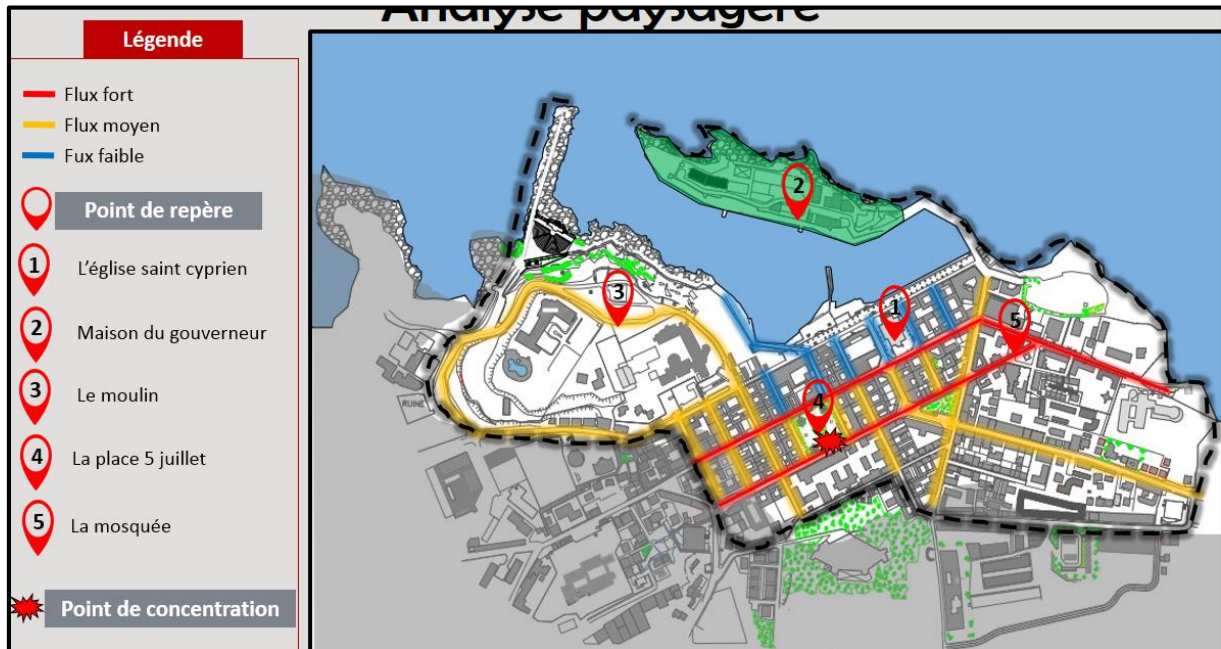 Analyse paysagère
Légende
Flux fort
Flux moyen
Fux faible
Point de repère
1 L'église saint cyprien
2 Maison du gouverneur
3 Le moulin
4 La place 5 juillet
5 La mosquée
Point de concentration
2
3
1
5
4
RUINE